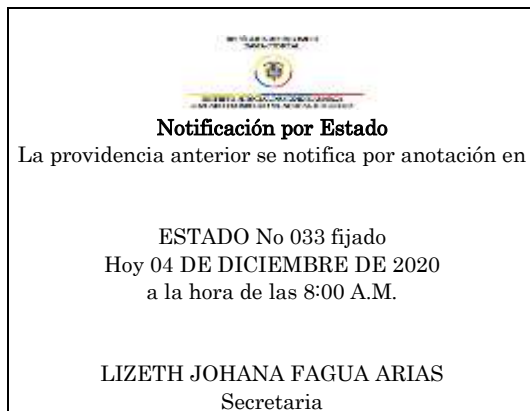 Notificación por Estado
La providencia anterior se notifica por anotación en
ESTADO No 033 fijado
Hoy 04 DE DICIEMBRE DE 2020
a la hora de las 8:00 A.M.
LIZETH JOHANA FAGUA ARIAS
Secretaria